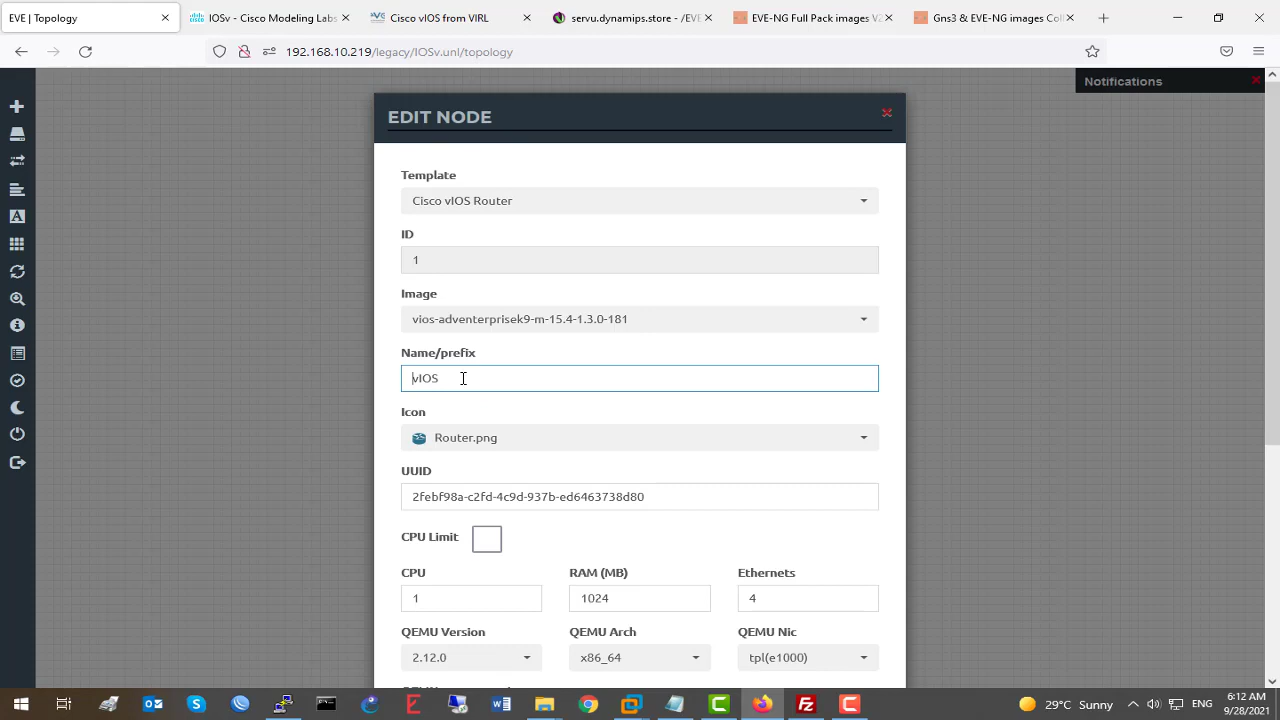 EVE | Topology
IOSv - Cisco Modeling Labs
Cisco vIOS from VIRL
servu.dynamips.store - /EVE
EVE-NG Full Pack images V2
Gns3 & EVE-NG images Coll
192.168.10.219/legacy/IOSv.unl/topology
Notifications
EDIT NODE
Template
Cisco vIOS Router
ID
1
Image
vios-adventerprisek9-m-15.4-1.3.0-181
Name/prefix
vIOS
Icon
Router.png
UUID
2febf98a-c2fd-4c9d-937b-ed6463738d80
CPU Limit
CPU
RAM (MB)
Ethernets
1
1024
4
QEMU Version
QEMU Arch
QEMU Nic
2.12.0
x86_64
tpl(e1000)
29°C Sunny
ENG
6:12 AM
9/28/2021